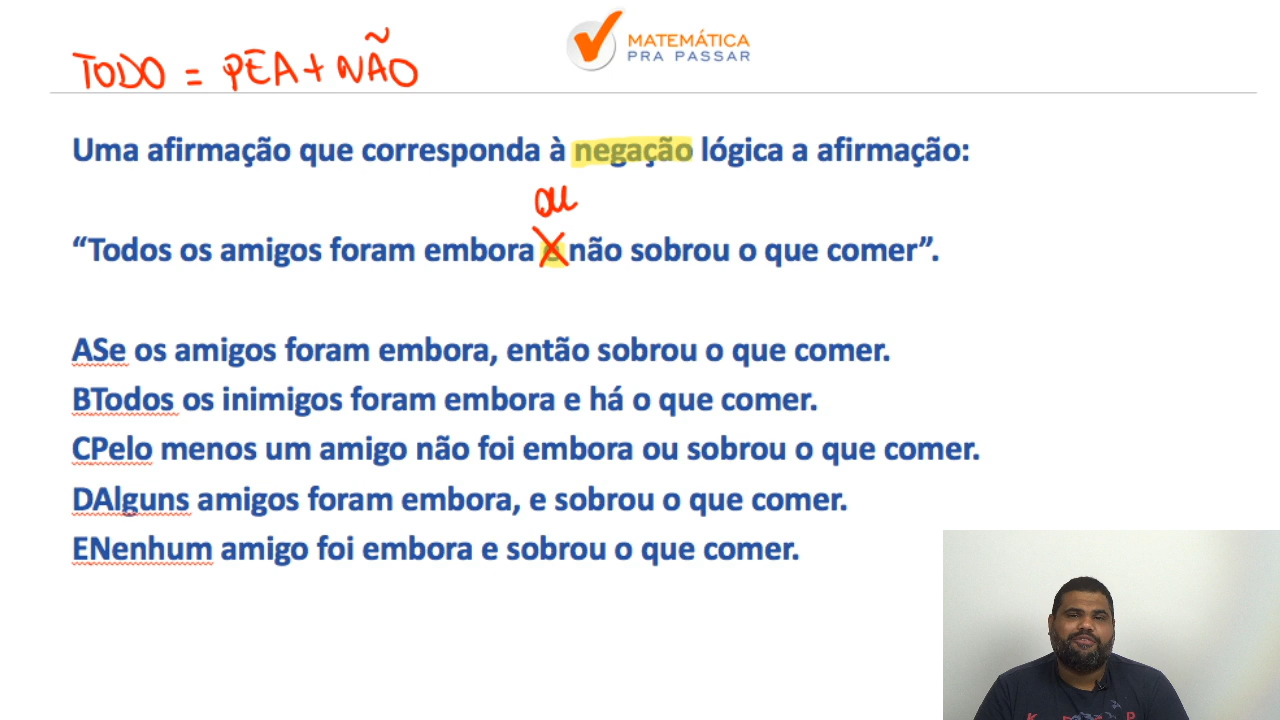 MATEMÁTICA
PRA PASSAR
TODO = PEA + NÃO
Uma afirmação que corresponda à negação lógica a afirmação:
ou
“Todos os amigos foram embora e não sobrou o que comer”.
ASe os amigos foram embora, então sobrou o que comer.
BTodos os inimigos foram embora e há o que comer.
CPelo menos um amigo não foi embora ou sobrou o que comer.
DAlguns amigos foram embora, e sobrou o que comer.
ENenhum amigo foi embora e sobrou o que comer.